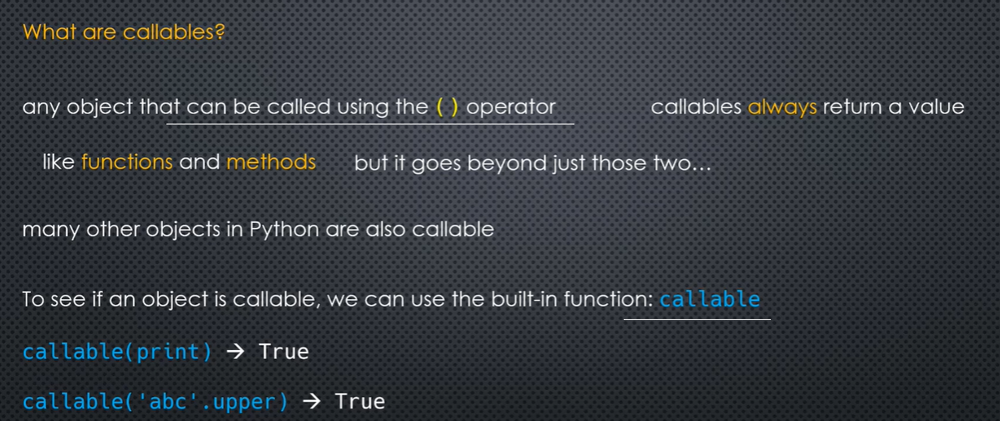 What are callables?
any object that can be called using the () operator
callables always return a value
like functions and methods
but it goes beyond just those two...
many other objects in Python are also callable
To see if an object is callable, we can use the built-in function: callable
callable(print) → True
callable('abc'.upper) → True